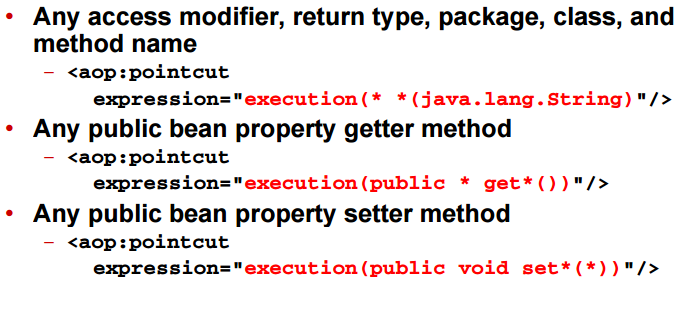 • Any access modifier, return type, package, class, and
method name
– <aop:pointcut
expression="execution(* *(java.lang.String)"/>
• Any public bean property getter method
– <aop:pointcut
expression="execution(public * get*())"/>
• Any public bean property setter method
– <aop:pointcut
expression="execution(public void set*(*))"/>